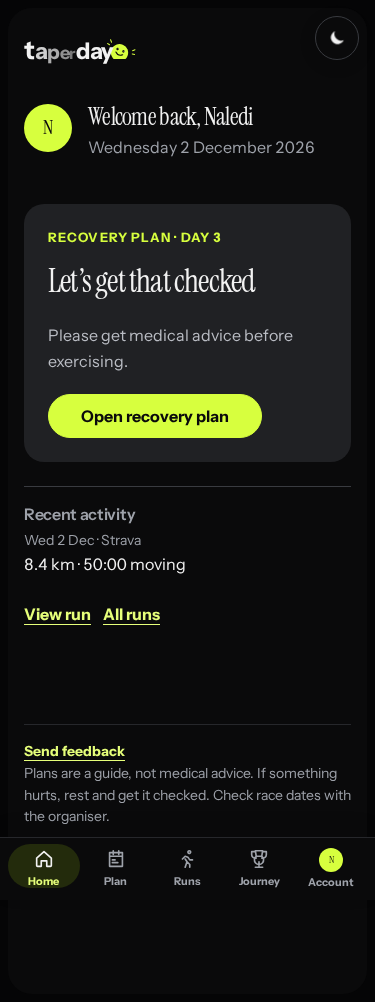 taperday
N
Welcome back, Naledi
Wednesday 2 December 2026
RECOVERY PLAN · DAY 3
Let’s get that checked
Please get medical advice before
exercising.
Open recovery plan
Recent activity
Wed 2 Dec · Strava
8.4 km · 50:00 moving
View run All runs
Send feedback
Plans are a guide, not medical advice. If something
hurts, rest and get it checked. Check race dates with
the organiser.
N
Home Plan Runs Journey Account